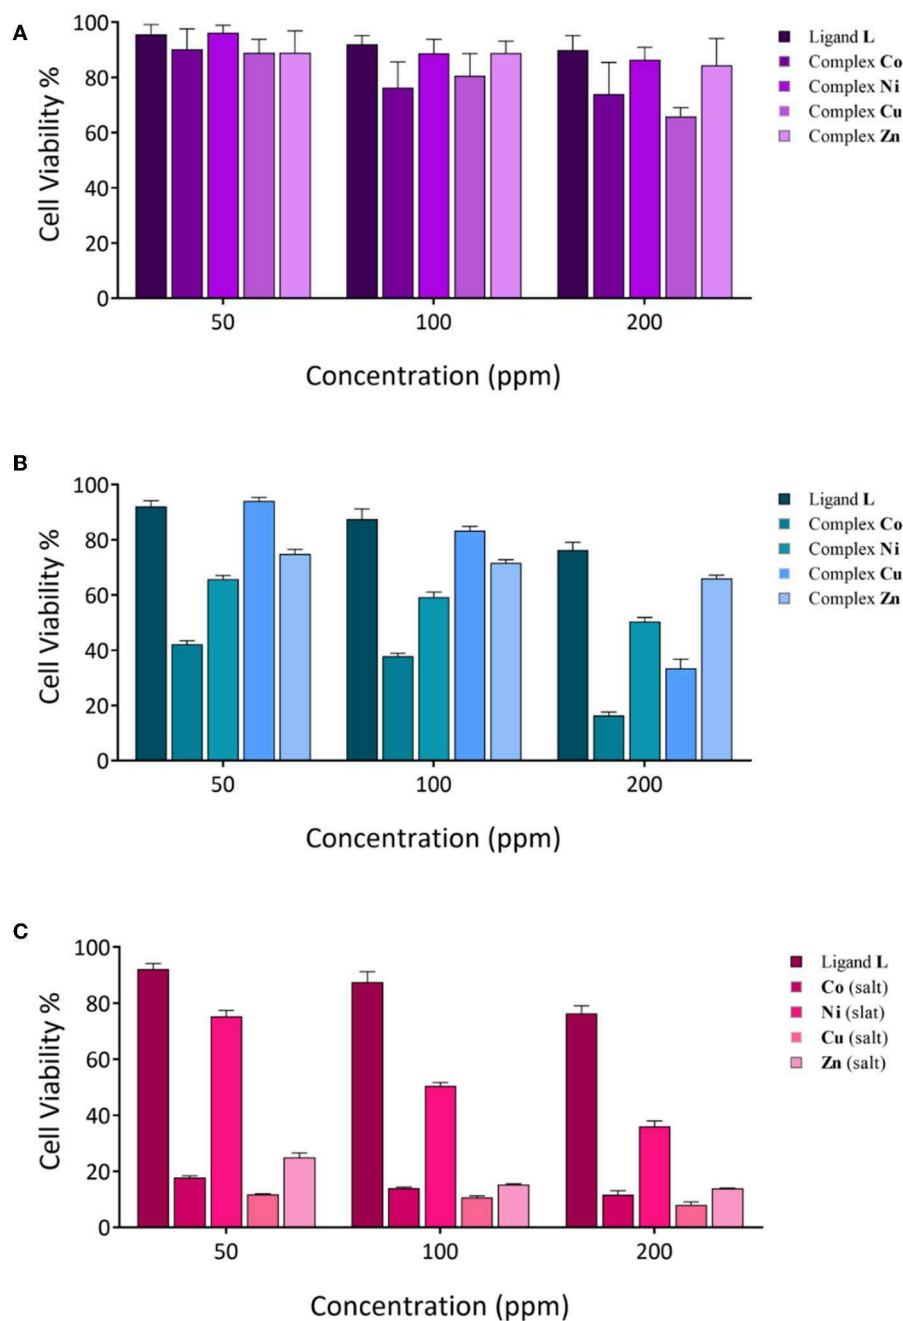 A
Cell Viability %
100
80
60
40
20
0
50 100 200
Concentration (ppm)
Ligand L
Complex Co
Complex Ni
Complex Cu
Complex Zn
B
Cell Viability %
100
80
60
40
20
0
50 100 200
Concentration (ppm)
Ligand L
Complex Co
Complex Ni
Complex Cu
Complex Zn
C
Cell Viability %
100
80
60
40
20
0
50 100 200
Concentration (ppm)
Ligand L
Co (salt)
Ni (slat)
Cu (salt)
Zn (salt)